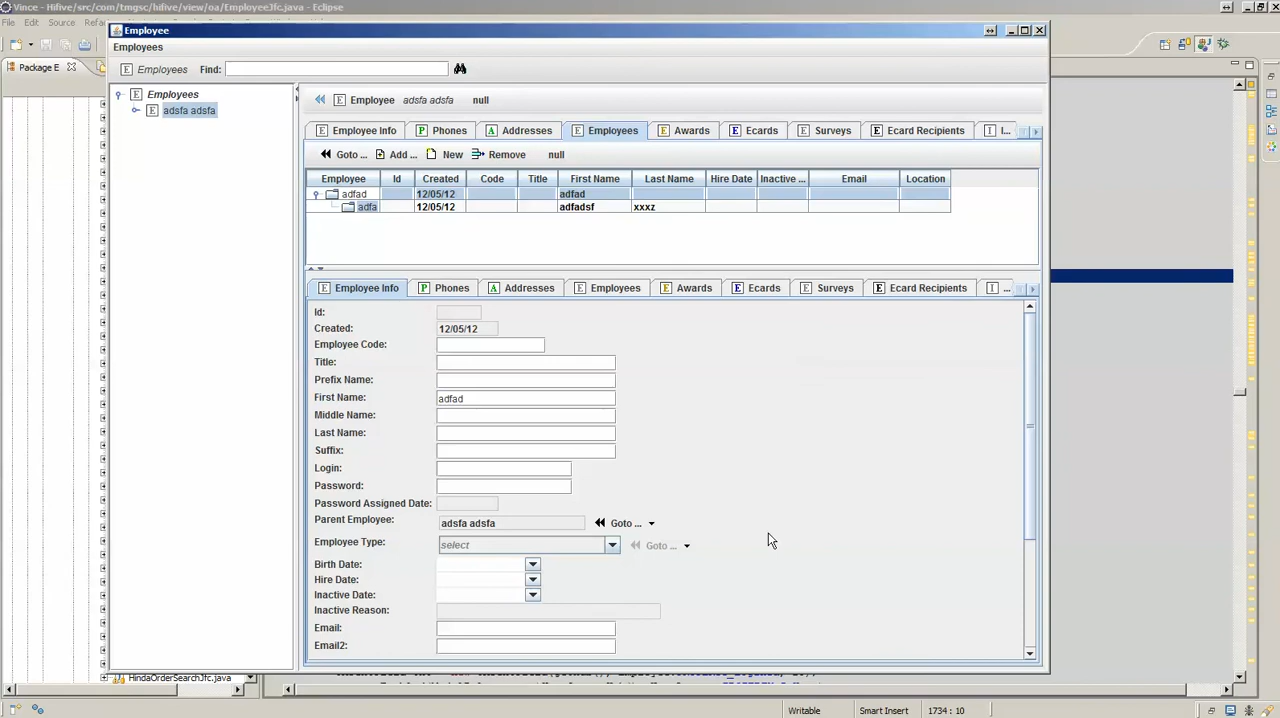 Vince - Hifive/src/com/tmgsc/hifive/view/oa/EmployeeJfc.java - Eclipse
File Edit Source Refa
Package E
Employee
Employees
Employees Find:
Employees
adsfa adsfa
Employee adsfa adsfa null
Employee Info Phones Addresses Employees Awards Ecards Surveys Ecard Recipients I...
Goto ... Add ... New Remove null
Employee Id Created Code Title First Name Last Name Hire Date Inactive ... Email Location
adfad 12/05/12 adfad
adfa 12/05/12 adfadsf xxxz
Employee Info Phones Addresses Employees Awards Ecards Surveys Ecard Recipients ...
Id:
Created: 12/05/12
Employee Code:
Title:
Prefix Name:
First Name: adfad
Middle Name:
Last Name:
Suffix:
Login:
Password:
Password Assigned Date:
Parent Employee: adsfa adsfa Goto ...
Employee Type: select Goto ...
Birth Date:
Hire Date:
Inactive Date:
Inactive Reason:
Email:
Email2:
HindaOrderSearchJfc.java
Writable Smart Insert 1734 : 10